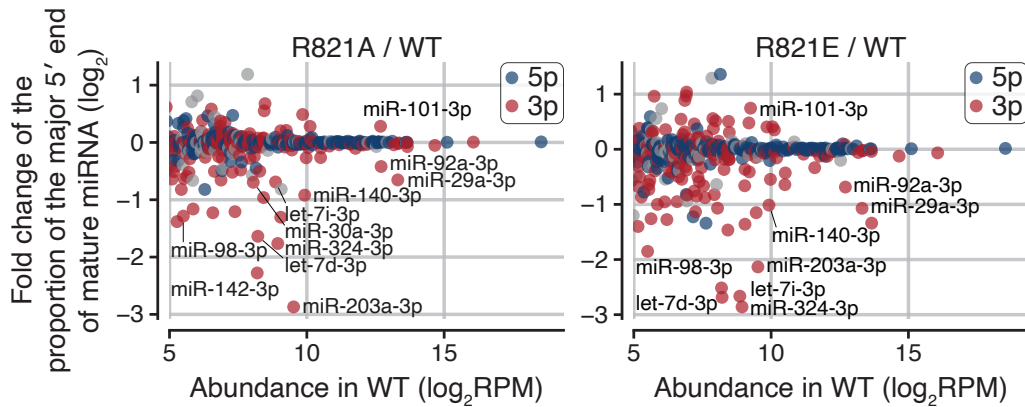 R821A / WT
R821E / WT
Fold change of the
proportion of the major 5′ end
of mature miRNA (log2)
1
0
−1
−2
−3
5p
3p
miR-101-3p
miR-92a-3p
miR-29a-3p
miR-140-3p
let-7i-3p
miR-30a-3p
miR-98-3p
miR-324-3p
let-7d-3p
miR-142-3p
miR-203a-3p
5
10
15
Abundance in WT (log2RPM)
1
0
−1
−2
−3
5p
3p
miR-101-3p
miR-92a-3p
miR-29a-3p
miR-140-3p
miR-98-3p
miR-203a-3p
let-7d-3p
let-7i-3p
miR-324-3p
5
10
15
Abundance in WT (log2RPM)